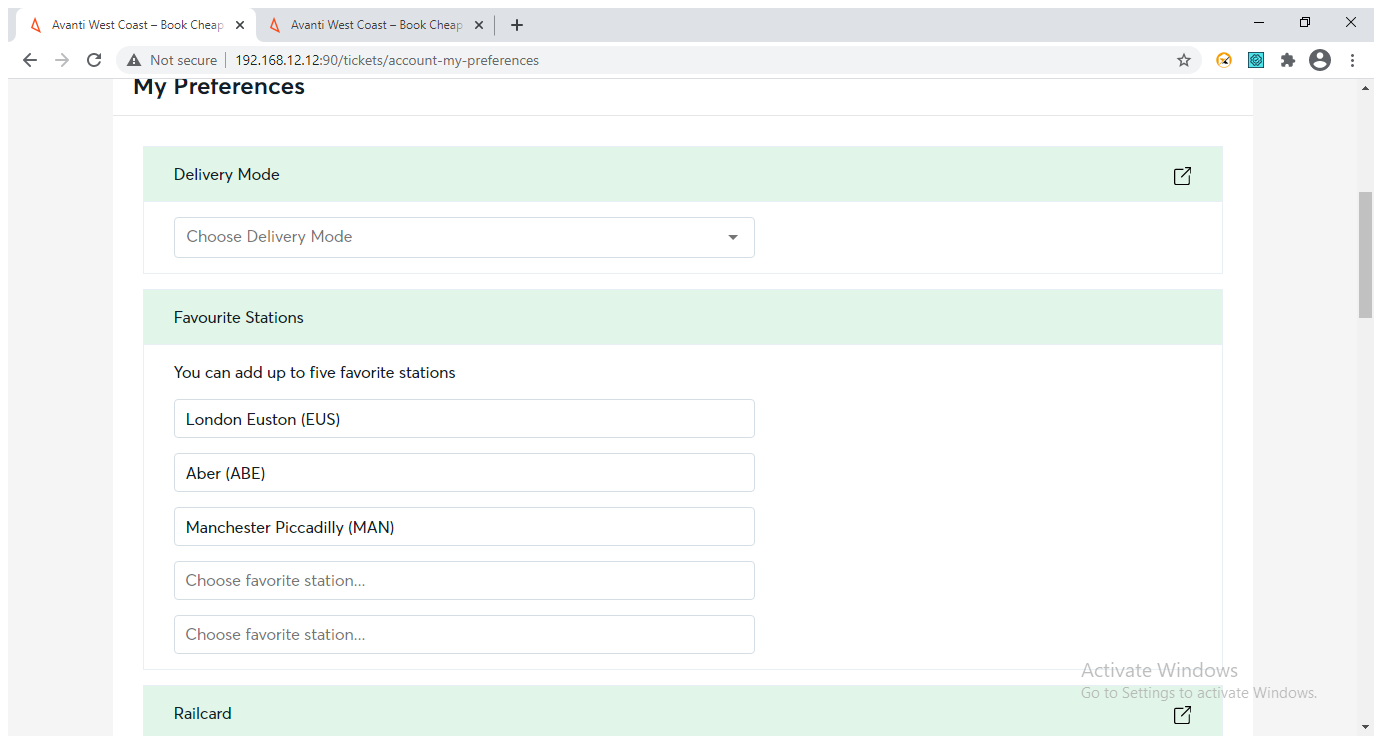 Avanti West Coast – Book Cheap
Avanti West Coast – Book Cheap
Not secure
192.168.12.12:90/tickets/account-my-preferences
My Preferences
Delivery Mode
Choose Delivery Mode
Favourite Stations
You can add up to five favorite stations
London Euston (EUS)
Aber (ABE)
Manchester Piccadilly (MAN)
Choose favorite station...
Choose favorite station...
Activate Windows
Go to Settings to activate Windows.
Railcard